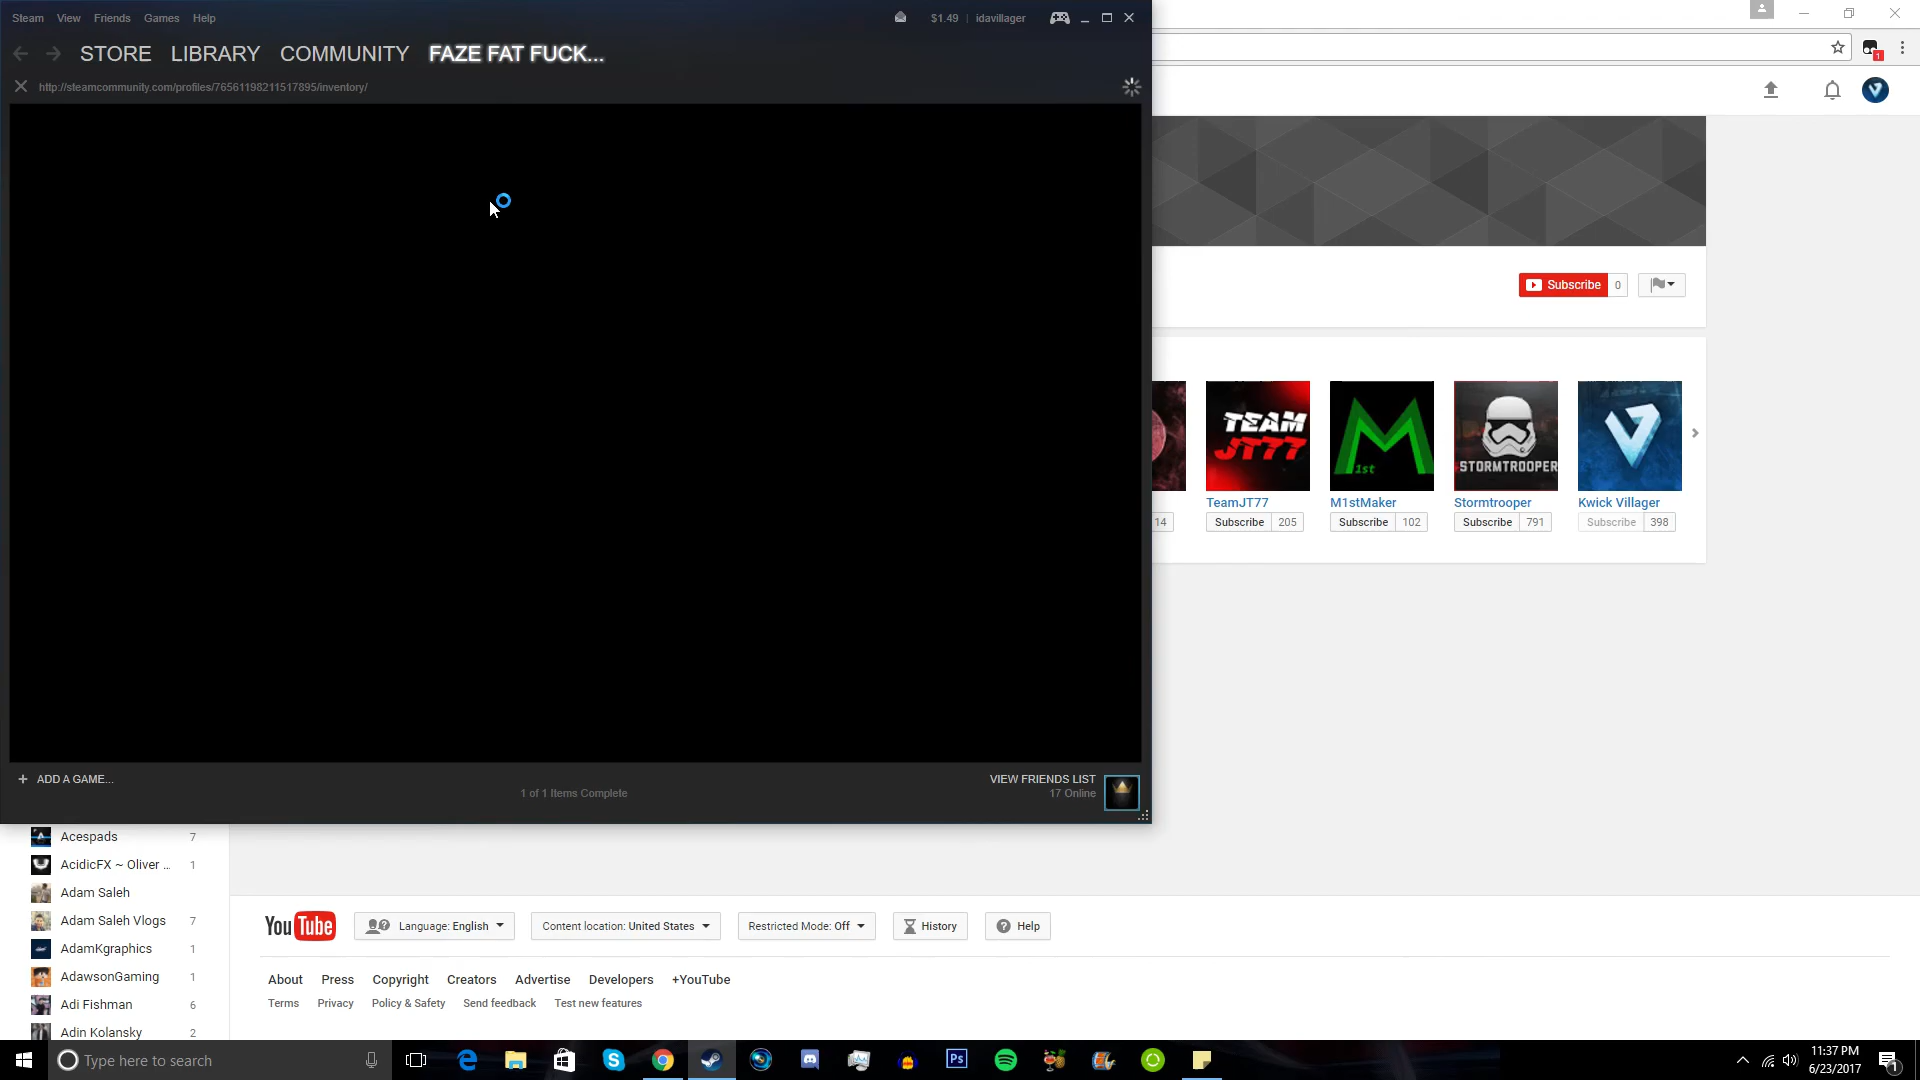 Steam View Friends Games Help $1.49 idavillager
STORE LIBRARY COMMUNITY FAZE FAT FUCK...
http://steamcommunity.com/profiles/76561198211517895/inventory/
1
Subscribe 0
TEAM
JT77
1st
STORMTROOPER
TeamJT77 M1stMaker Stormtrooper Kwick Villager
14 Subscribe 205 Subscribe 102 Subscribe 791 Subscribe 398
+ ADD A GAME...
1 of 1 Items Complete
VIEW FRIENDS LIST
17 Online
Acespads 7
AcidicFX ~ Oliver ... 1
Adam Saleh
Adam Saleh Vlogs 7
AdamKgraphics 1
AdawsonGaming 1
Adi Fishman 6
Adin Kolansky 2
YouTube Language: English Content location: United States Restricted Mode: Off History Help
About Press Copyright Creators Advertise Developers +YouTube
Terms Privacy Policy & Safety Send feedback Test new features
Type here to search
Ps
11:37 PM
6/23/2017
1